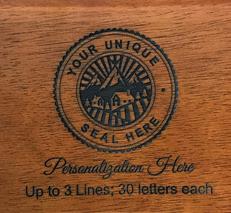 YOUR UNIQUE
SEAL HERE
Personalization Here
Up to 3 Lines; 30 letters each